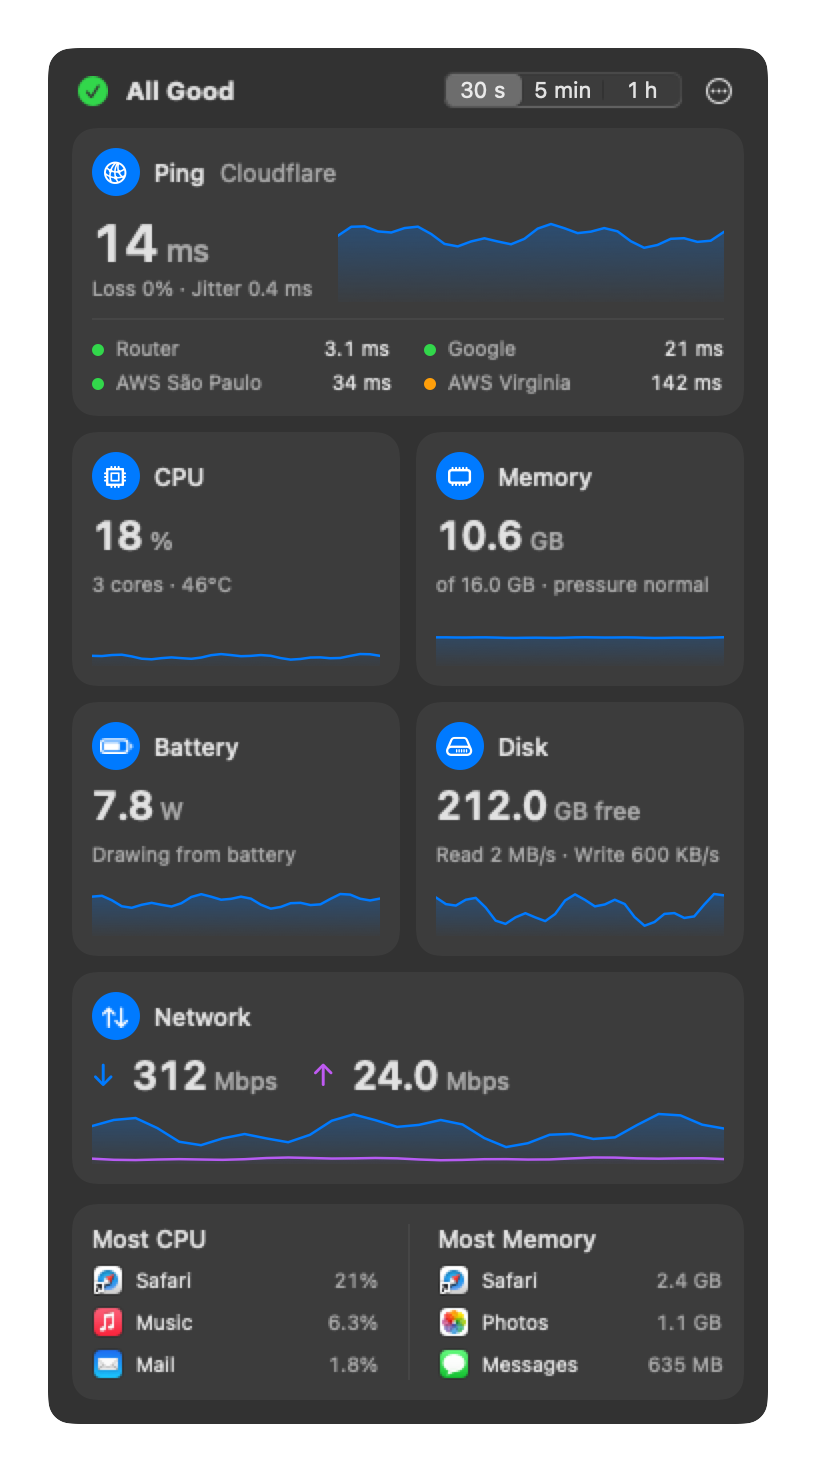 All Good
30 s 5 min 1 h
Ping Cloudflare
14 ms
Loss 0% · Jitter 0.4 ms
Router 3.1 ms
Google 21 ms
AWS São Paulo 34 ms
AWS Virginia 142 ms
CPU
18 %
3 cores · 46°C
Memory
10.6 GB
of 16.0 GB · pressure normal
Battery
7.8 W
Drawing from battery
Disk
212.0 GB free
Read 2 MB/s · Write 600 KB/s
Network
↓ 312 Mbps ↑ 24.0 Mbps
Most CPU
Safari 21%
Music 6.3%
Mail 1.8%
Most Memory
Safari 2.4 GB
Photos 1.1 GB
Messages 635 MB